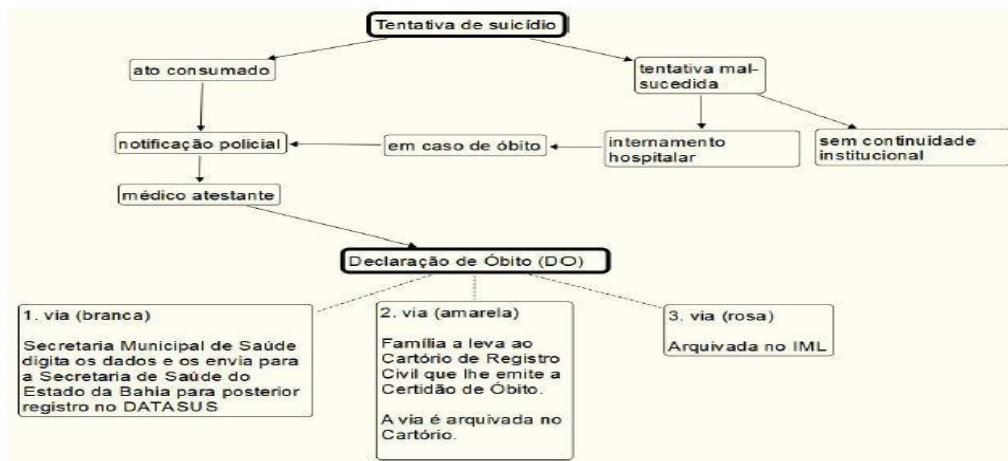 Tentativa de suicídio
ato consumado
tentativa mal-
sucedida
notificação policial
em caso de óbito
internamento
hospitalar
sem continuidade
institucional
médico atestante
Declaração de Óbito (DO)
1. via (branca)
Secretaria Municipal de Saúde
digita os dados e os envia para
a Secretaria de Saúde do
Estado da Bahia para posterior
registro no DATASUS
2. via (amarela)
Família a leva ao
Cartório de Registro
Civil que lhe emite a
Certidão de Óbito.
A via é arquivada no
Cartório.
3. via (rosa)
Arquivada no IML